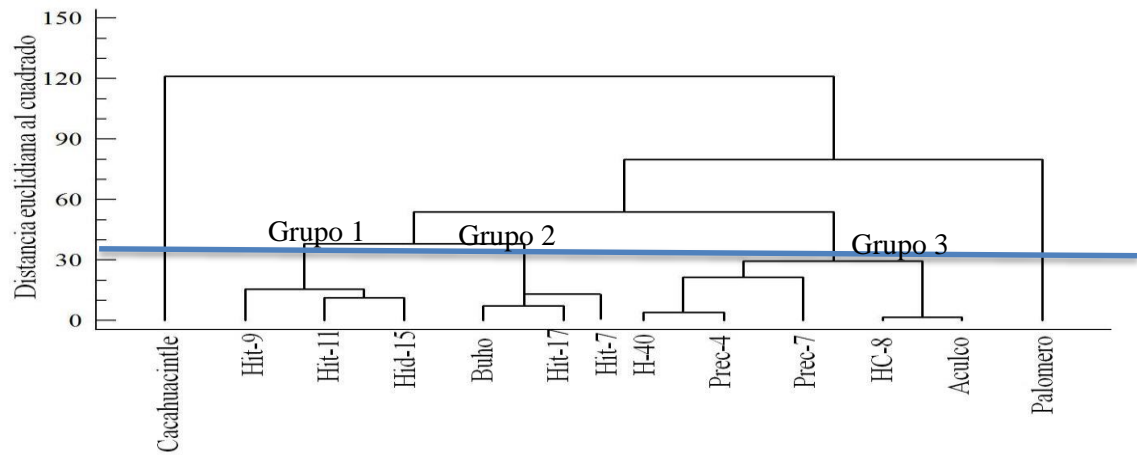 Distancia euclidiana al cuadrado
150
120
90
60
30
0
Grupo 1
Grupo 2
Grupo 3
Cacahuacintle
Hit-9
Hit-11
Hid-15
Buho
Hit-17
Hit-7
H-40
Prec-4
Prec-7
HC-8
Aculco
Palomero